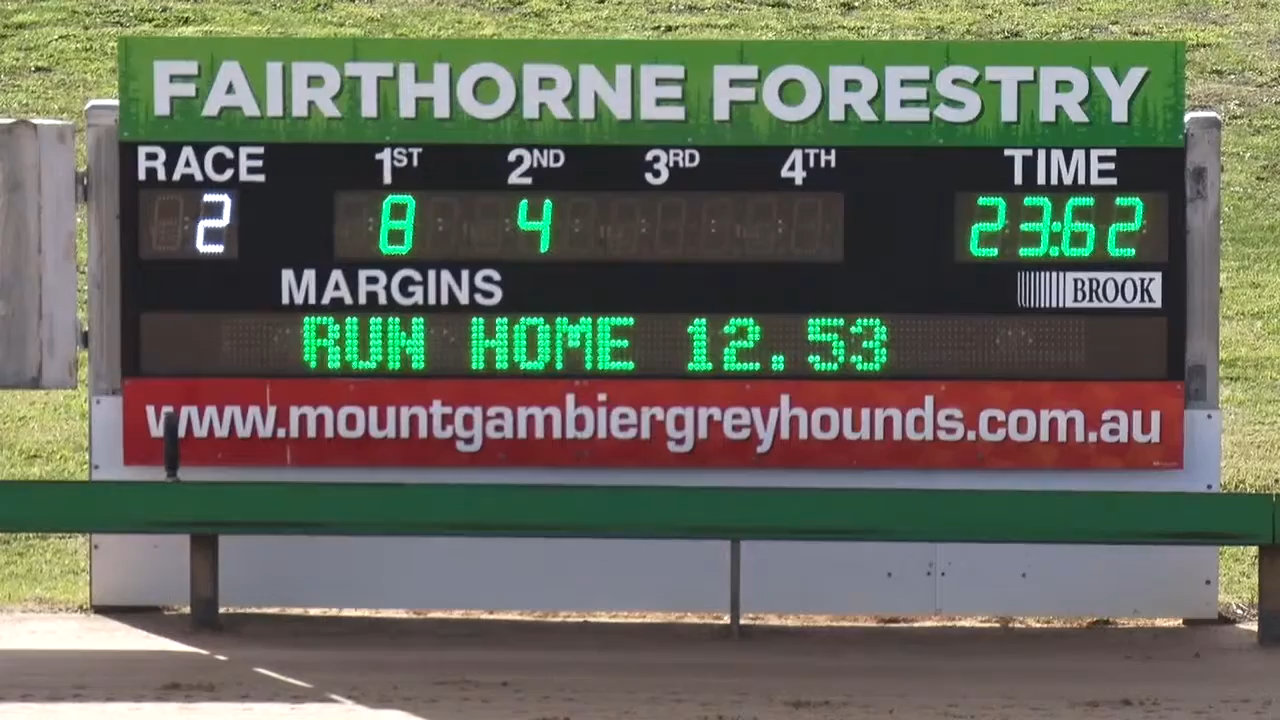 FAIRTHORNE FORESTRY
RACE 1ST 2ND 3RD 4TH TIME
2 8 4 23:62
MARGINS
BROOK
RUN HOME 12.53
www.mountgambiergreyhounds.com.au